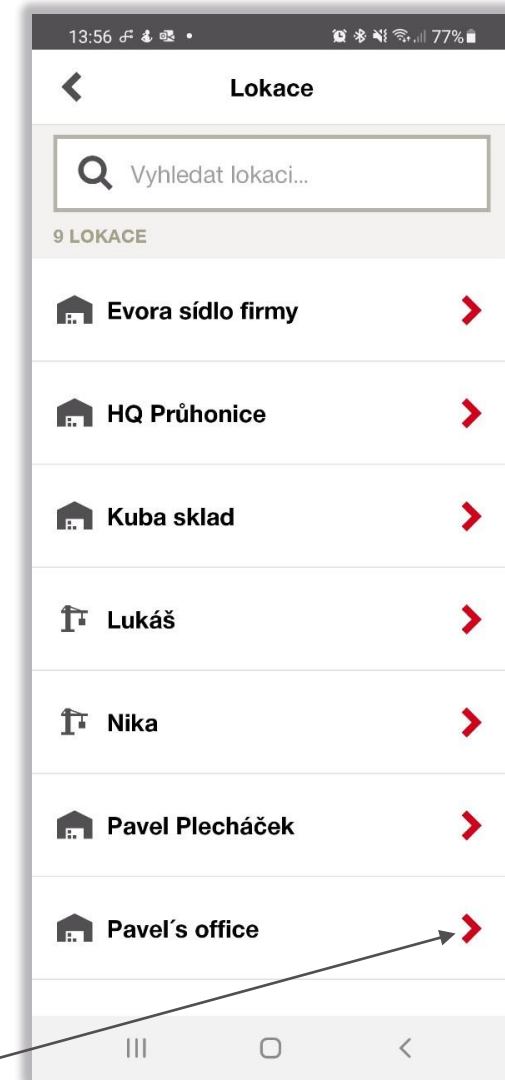 13:56
77%
Lokace
Vyhledat lokaci...
9 LOKACE
Evora sídlo firmy
HQ Průhonice
Kuba sklad
Lukáš
Nika
Pavel Plecháček
Pavel´s office